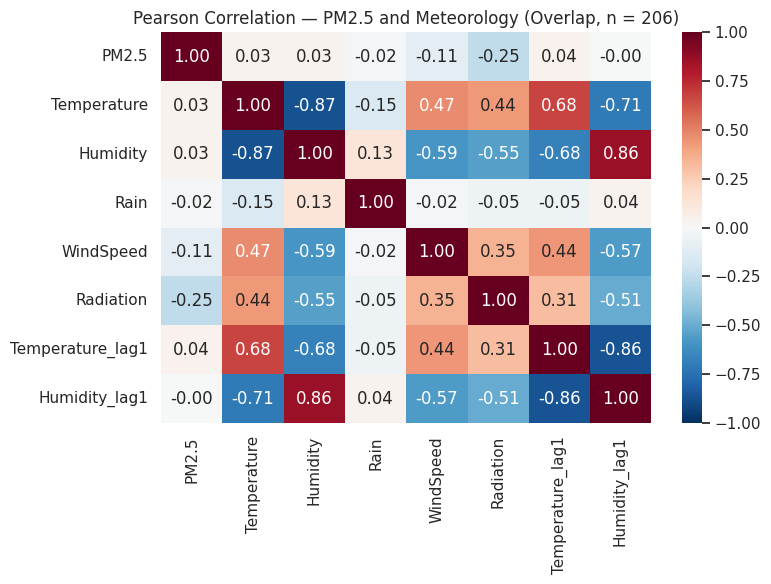 Pearson Correlation — PM2.5 and Meteorology (Overlap, n = 206)
PM2.5 1.00 0.03 0.03 -0.02 -0.11 -0.25 0.04 -0.00
Temperature 0.03 1.00 -0.87 -0.15 0.47 0.44 0.68 -0.71
Humidity 0.03 -0.87 1.00 0.13 -0.59 -0.55 -0.68 0.86
Rain -0.02 -0.15 0.13 1.00 -0.02 -0.05 -0.05 0.04
WindSpeed -0.11 0.47 -0.59 -0.02 1.00 0.35 0.44 -0.57
Radiation -0.25 0.44 -0.55 -0.05 0.35 1.00 0.31 -0.51
Temperature_lag1 0.04 0.68 -0.68 -0.05 0.44 0.31 1.00 -0.86
Humidity_lag1 -0.00 -0.71 0.86 0.04 -0.57 -0.51 -0.86 1.00
PM2.5
Temperature
Humidity
Rain
WindSpeed
Radiation
Temperature_lag1
Humidity_lag1
1.00
0.75
0.50
0.25
0.00
−0.25
−0.50
−0.75
−1.00